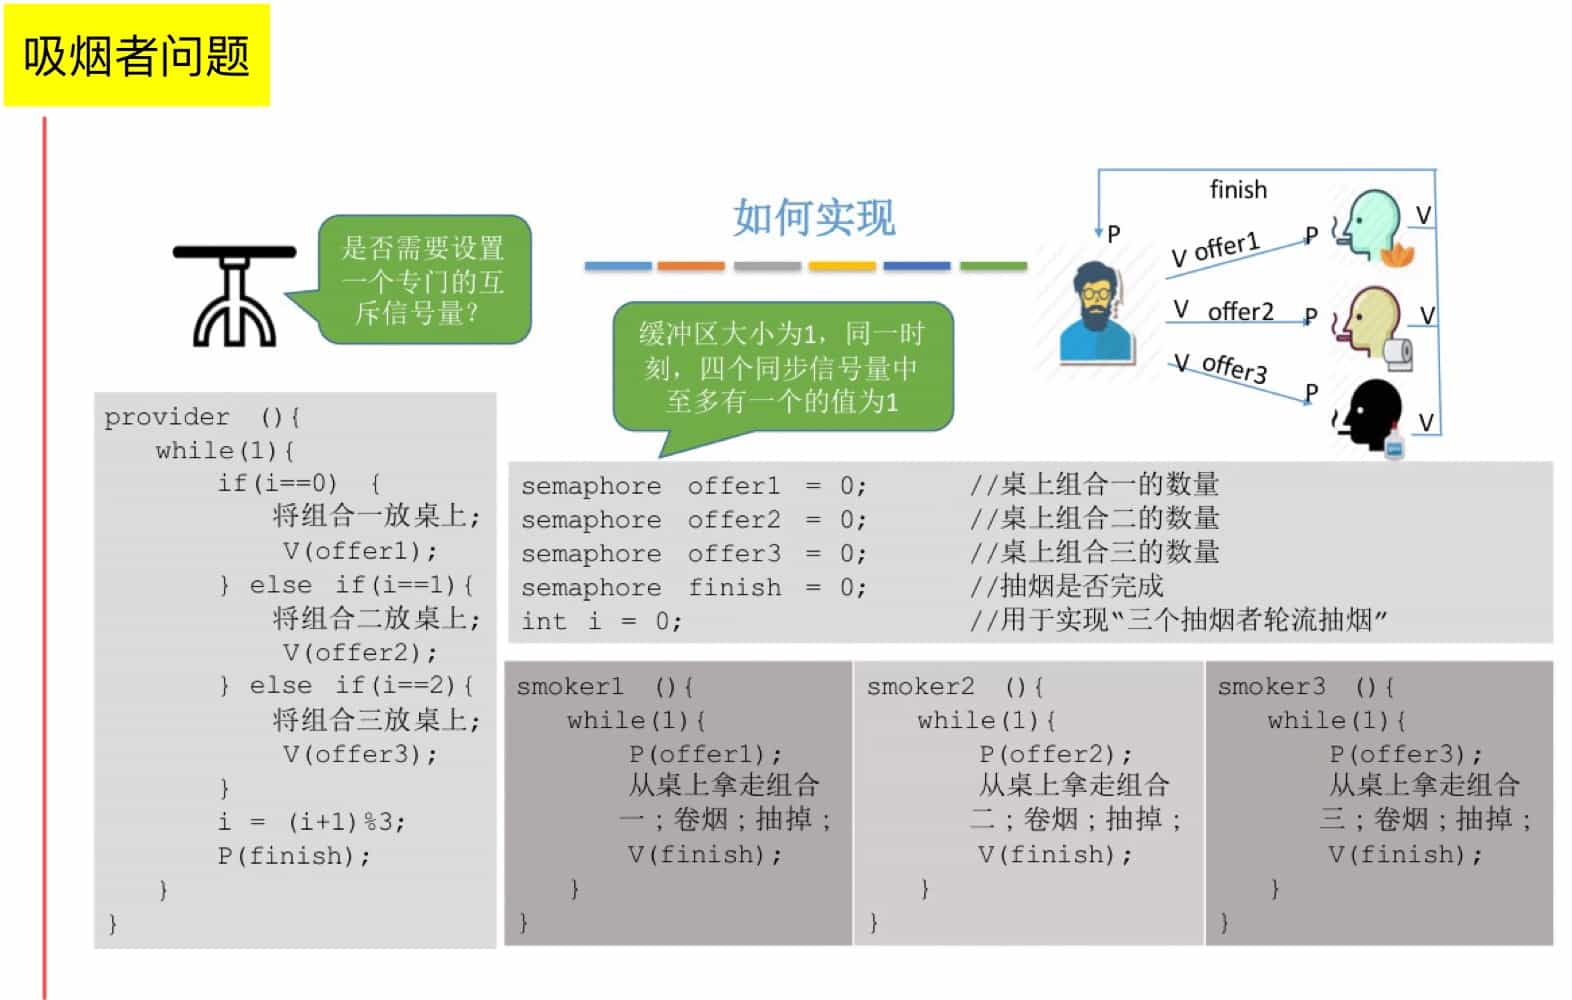 吸烟者问题
是否需要设置
一个专门的互
斥信号量?
如何实现
缓冲区大小为1，同一时
刻，四个同步信号量中
至多有一个的值为1
finish
P
V offer1 P
V
V offer2 P
V
V offer3 P
V
provider (){
while(1){
if(i==0) {
将组合一放桌上;
V(offer1);
} else if(i==1){
将组合二放桌上;
V(offer2);
} else if(i==2){
将组合三放桌上;
V(offer3);
}
i = (i+1)%3;
P(finish);
}
}
semaphore offer1 = 0; //桌上组合一的数量
semaphore offer2 = 0; //桌上组合二的数量
semaphore offer3 = 0; //桌上组合三的数量
semaphore finish = 0; //抽烟是否完成
int i = 0; //用于实现“三个抽烟者轮流抽烟”
smoker1 (){
while(1){
P(offer1);
从桌上拿走组合
一；卷烟；抽掉；
V(finish);
}
}
smoker2 (){
while(1){
P(offer2);
从桌上拿走组合
二；卷烟；抽掉；
V(finish);
}
}
smoker3 (){
while(1){
P(offer3);
从桌上拿走组合
三；卷烟；抽掉；
V(finish);
}
}